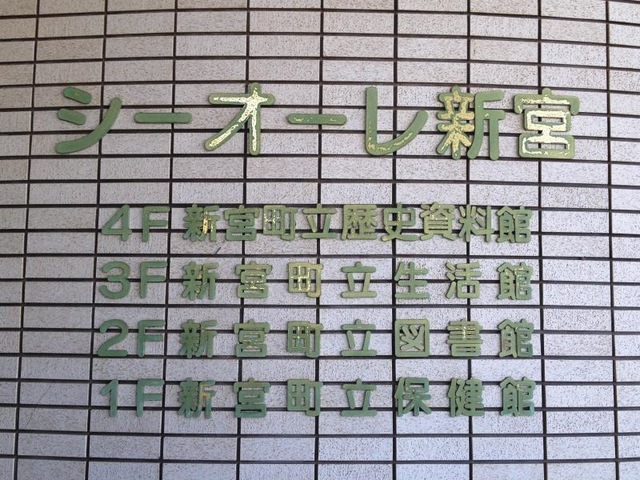 シーオーレ新宮
4F 新宮町立歴史資料館
3F 新宮町立生活館
2F 新宮町立図書館
1F 新宮町立保健館